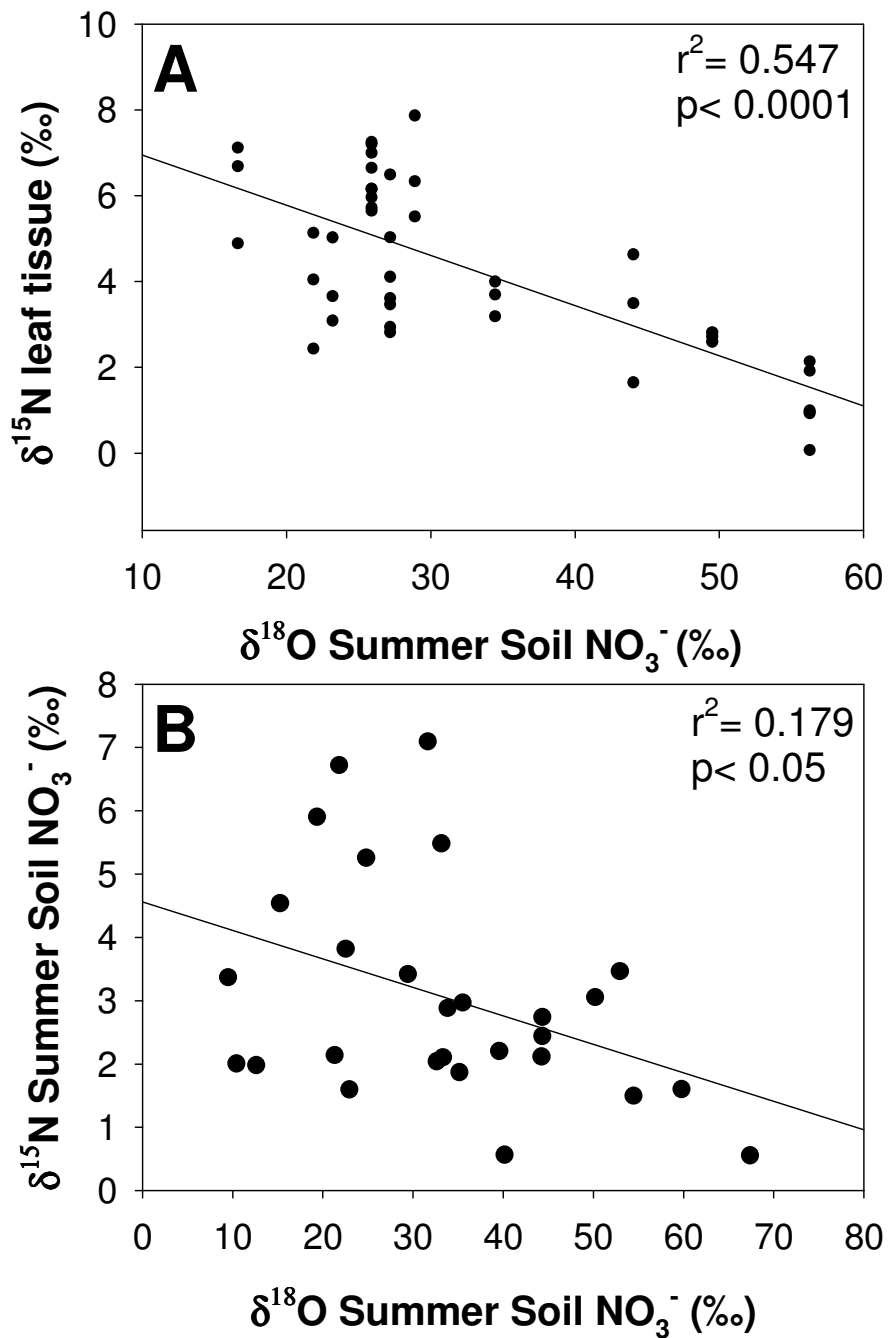 A
r²= 0.547
p< 0.0001
δ¹⁵N leaf tissue (‰)
10
8
6
4
2
0
10 20 30 40 50 60
δ¹⁸O Summer Soil NO₃⁻ (‰)
B
r²= 0.179
p< 0.05
δ¹⁵N Summer Soil NO₃⁻ (‰)
8
7
6
5
4
3
2
1
0
0 10 20 30 40 50 60 70 80
δ¹⁸O Summer Soil NO₃⁻ (‰)